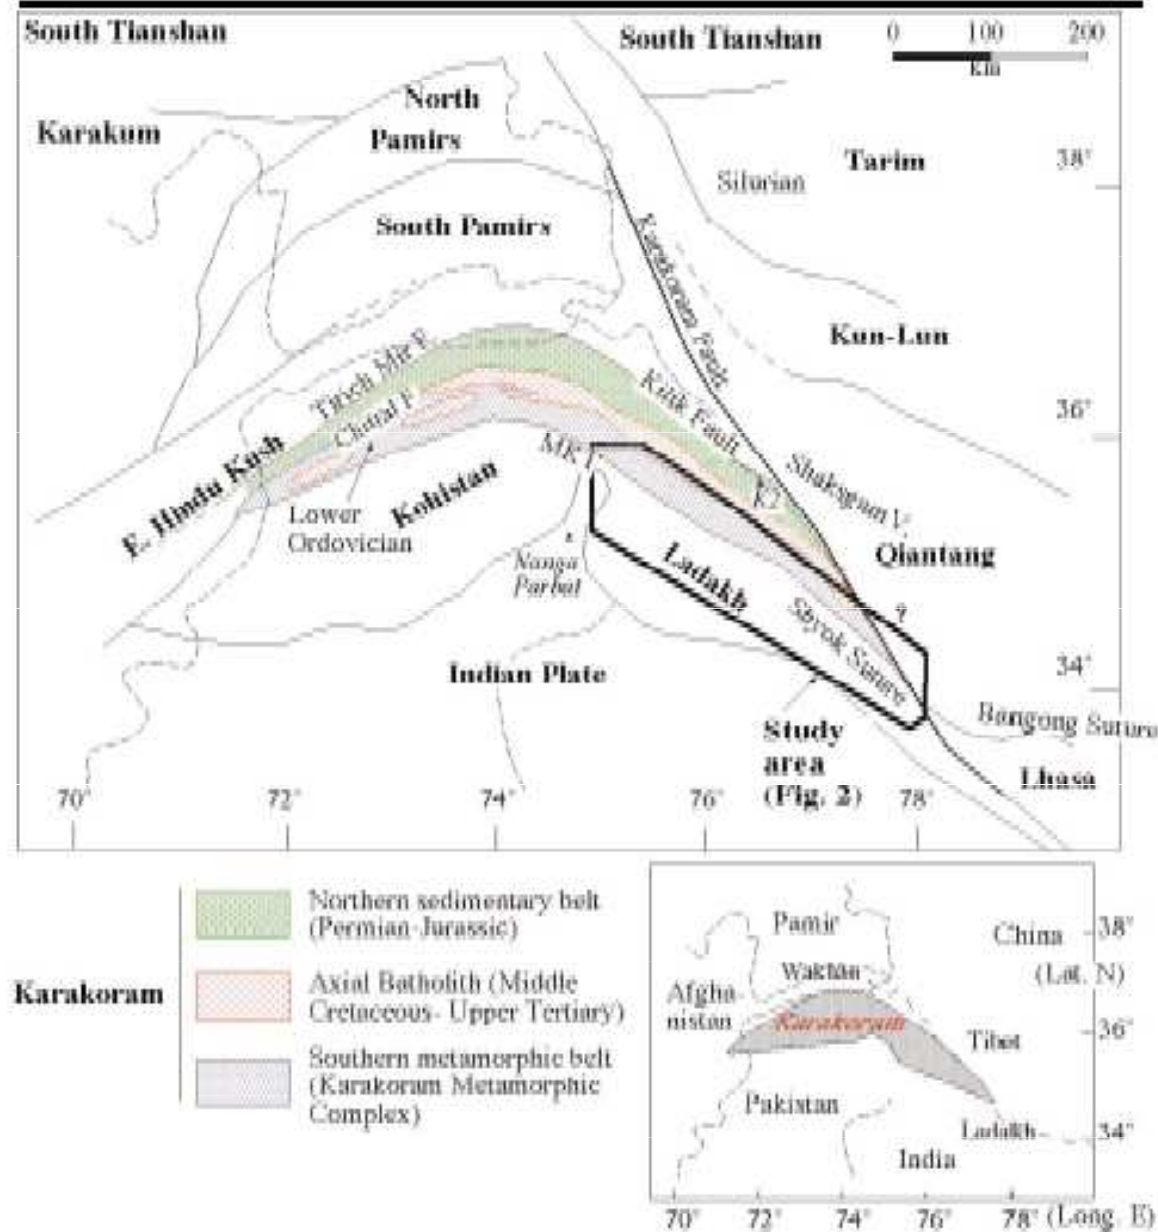 South Tianshan
South Tianshan
0 100 200
km
North
Pamirs
Karakum
Tarim
38°
Silurian
South Pamirs
Karakoram Fault
Kun-Lun
Tirich Mir F.
Kilik Fault
36°
Chitral F
E. Hindu Kush
Kohistan
Lower
Ordovician
K2
Shaksgam V.
Qiantang
Nanga
Parbat
Ladakh
Shyok Suture
Indian Plate
34°
Bangong Suture
Study
area
(Fig. 2)
Lhasa
70° 72° 74° 76° 78°
Karakoram
Northern sedimentary belt
(Permian-Jurassic)
Axial Batholith (Middle
Cretaceous- Upper Tertiary)
Southern metamorphic belt
(Karakoram Metamorphic
Complex)
Pamir
China
38°
(Lat. N)
Wakhan
Afgha
nistan
Karakoram
36°
Tibet
Pakistan
Ladakh
34°
India
70° 72° 74° 76° 78° (Long. E)